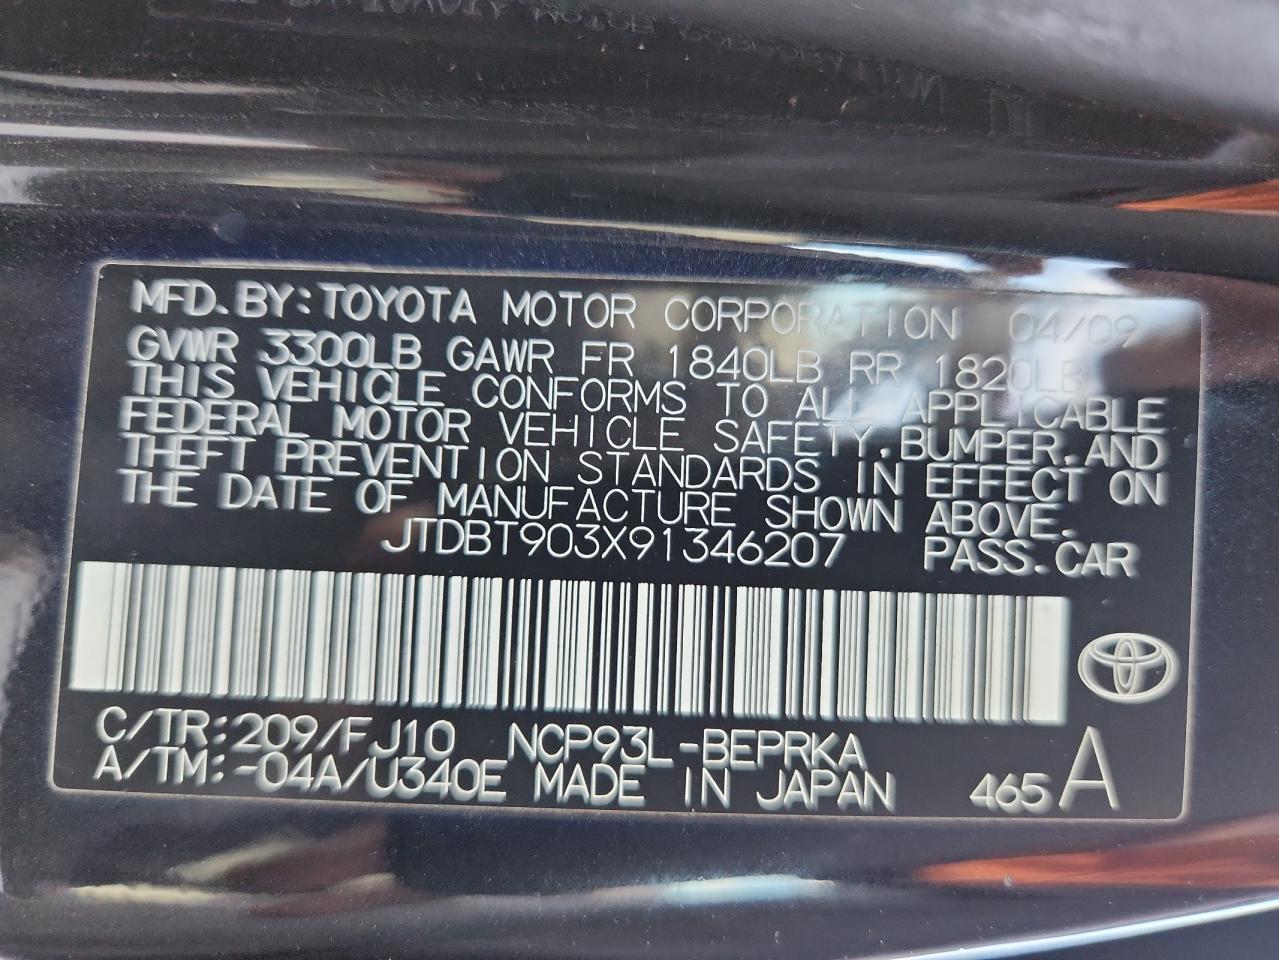 MFD.BY:TOYOTA MOTOR CORPORATION 04/09
GVWR 3300LB GAWR FR 1840LB RR 1820LB
THIS VEHICLE CONFORMS TO ALL APPLICABLE
FEDERAL MOTOR VEHICLE SAFETY,BUMPER,AND
THEFT PREVENTION STANDARDS IN EFFECT ON
THE DATE OF MANUFACTURE SHOWN ABOVE.
JTDBT903X91346207 PASS.CAR
C/TR:209/FJ10 NCP93L-BEPRKA
A/TM:-04A/U340E MADE IN JAPAN 465 A